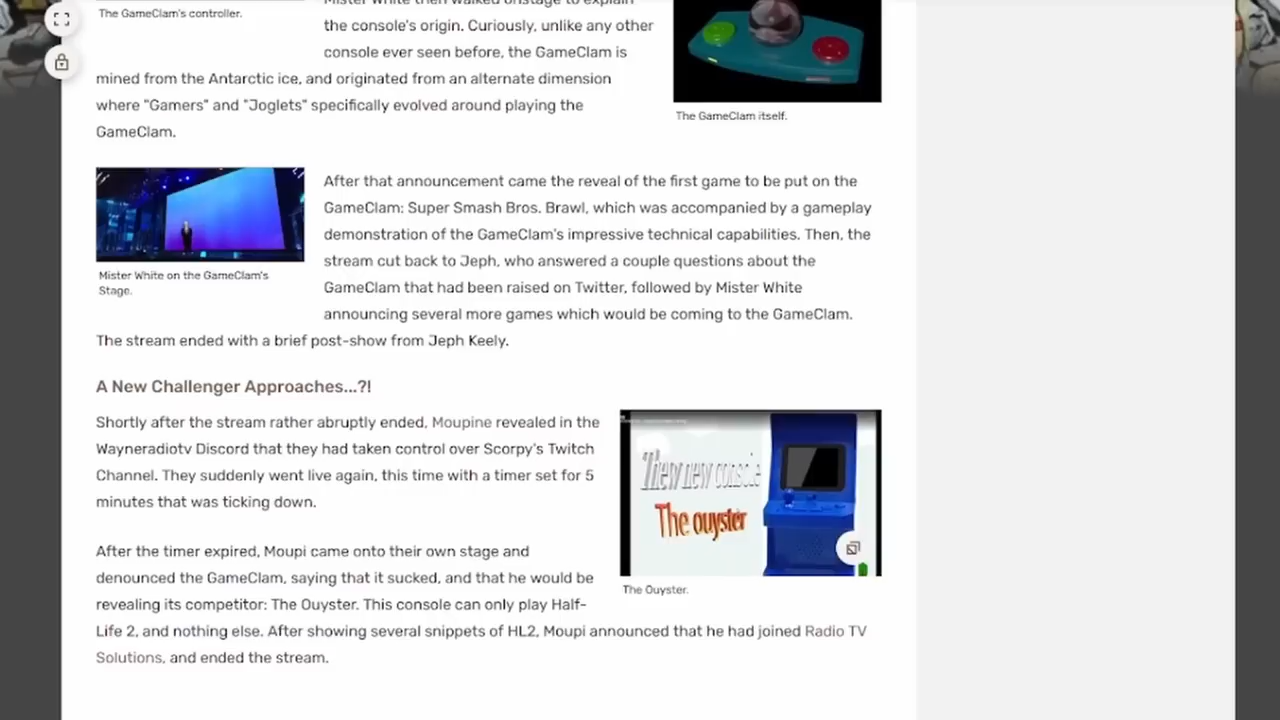 The GameClam's controller.
Mister White then walked onstage to explain
the console's origin. Curiously, unlike any other
console ever seen before, the GameClam is
mined from the Antarctic ice, and originated from an alternate dimension
where "Gamers" and "Joglets" specifically evolved around playing the
GameClam.
The GameClam itself.
After that announcement came the reveal of the first game to be put on the
GameClam: Super Smash Bros. Brawl, which was accompanied by a gameplay
demonstration of the GameClam's impressive technical capabilities. Then, the
stream cut back to Jeph, who answered a couple questions about the
GameClam that had been raised on Twitter, followed by Mister White
announcing several more games which would be coming to the GameClam.
The stream ended with a brief post-show from Jeph Keely.
Mister White on the GameClam's
Stage.
A New Challenger Approaches...?!
Shortly after the stream rather abruptly ended, Moupine revealed in the
Wayneradiotv Discord that they had taken control over Scorpy's Twitch
Channel. They suddenly went live again, this time with a timer set for 5
minutes that was ticking down.
After the timer expired, Moupi came onto their own stage and
denounced the GameClam, saying that it sucked, and that he would be
revealing its competitor: The Ouyster. This console can only play Half-
Life 2, and nothing else. After showing several snippets of HL2, Moupi announced that he had joined Radio TV
Solutions, and ended the stream.
new console
The ouyster
The Ouyster.